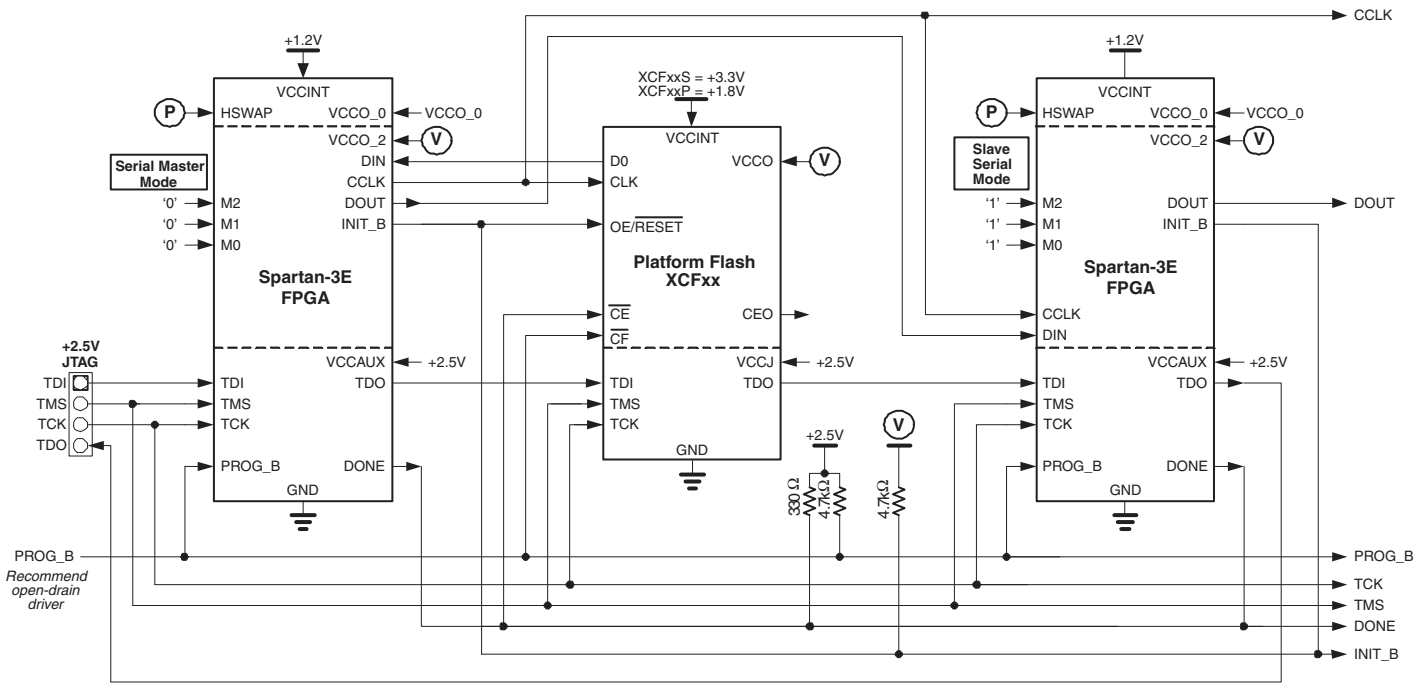 CCLK
+1.2V
VCCINT
P
HSWAP
VCCO_0
VCCO_0
VCCO_2
V
Serial Master
Mode
DIN
CCLK
DOUT
INIT_B
'0'
M2
'0'
M1
'0'
M0
Spartan-3E
FPGA
VCCAUX
+2.5V
+2.5V
JTAG
TDI
TMS
TCK
TDO
TDI
TMS
TCK
TDO
PROG_B
DONE
GND
XCFxxS = +3.3V
XCFxxP = +1.8V
VCCINT
D0
CLK
VCCO
V
OE/RESET
Platform Flash
XCFxx
CE
CF
CEO
VCCJ
+2.5V
TDI
TMS
TCK
TDO
GND
+2.5V
330 Ω
4.7kΩ
V
4.7kΩ
+1.2V
VCCINT
P
HSWAP
VCCO_0
VCCO_0
VCCO_2
V
Slave
Serial
Mode
'1'
M2
'1'
M1
'1'
M0
DOUT
DOUT
INIT_B
Spartan-3E
FPGA
CCLK
DIN
VCCAUX
+2.5V
TDI
TMS
TCK
TDO
PROG_B
DONE
GND
PROG_B
Recommend
open-drain
driver
PROG_B
TCK
TMS
DONE
INIT_B